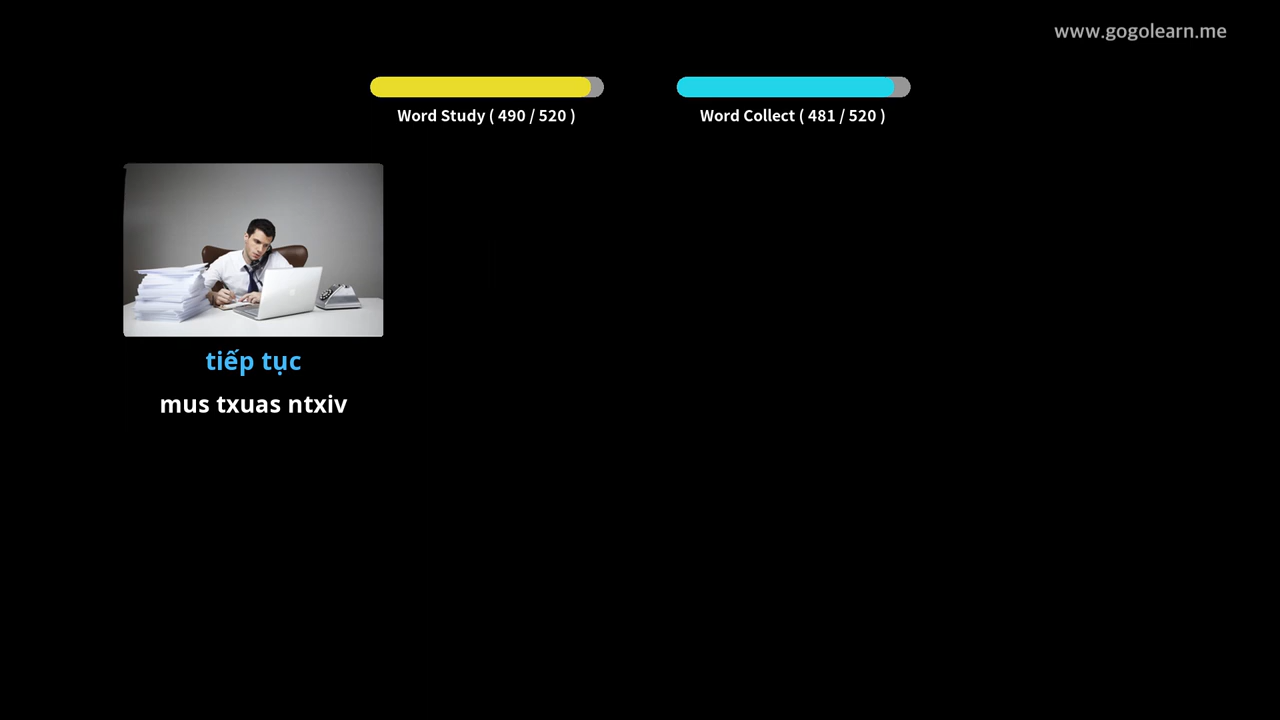 www.gogolearn.me
Word Study ( 490 / 520 )
Word Collect ( 481 / 520 )
tiếp tục
mus txuas ntxiv